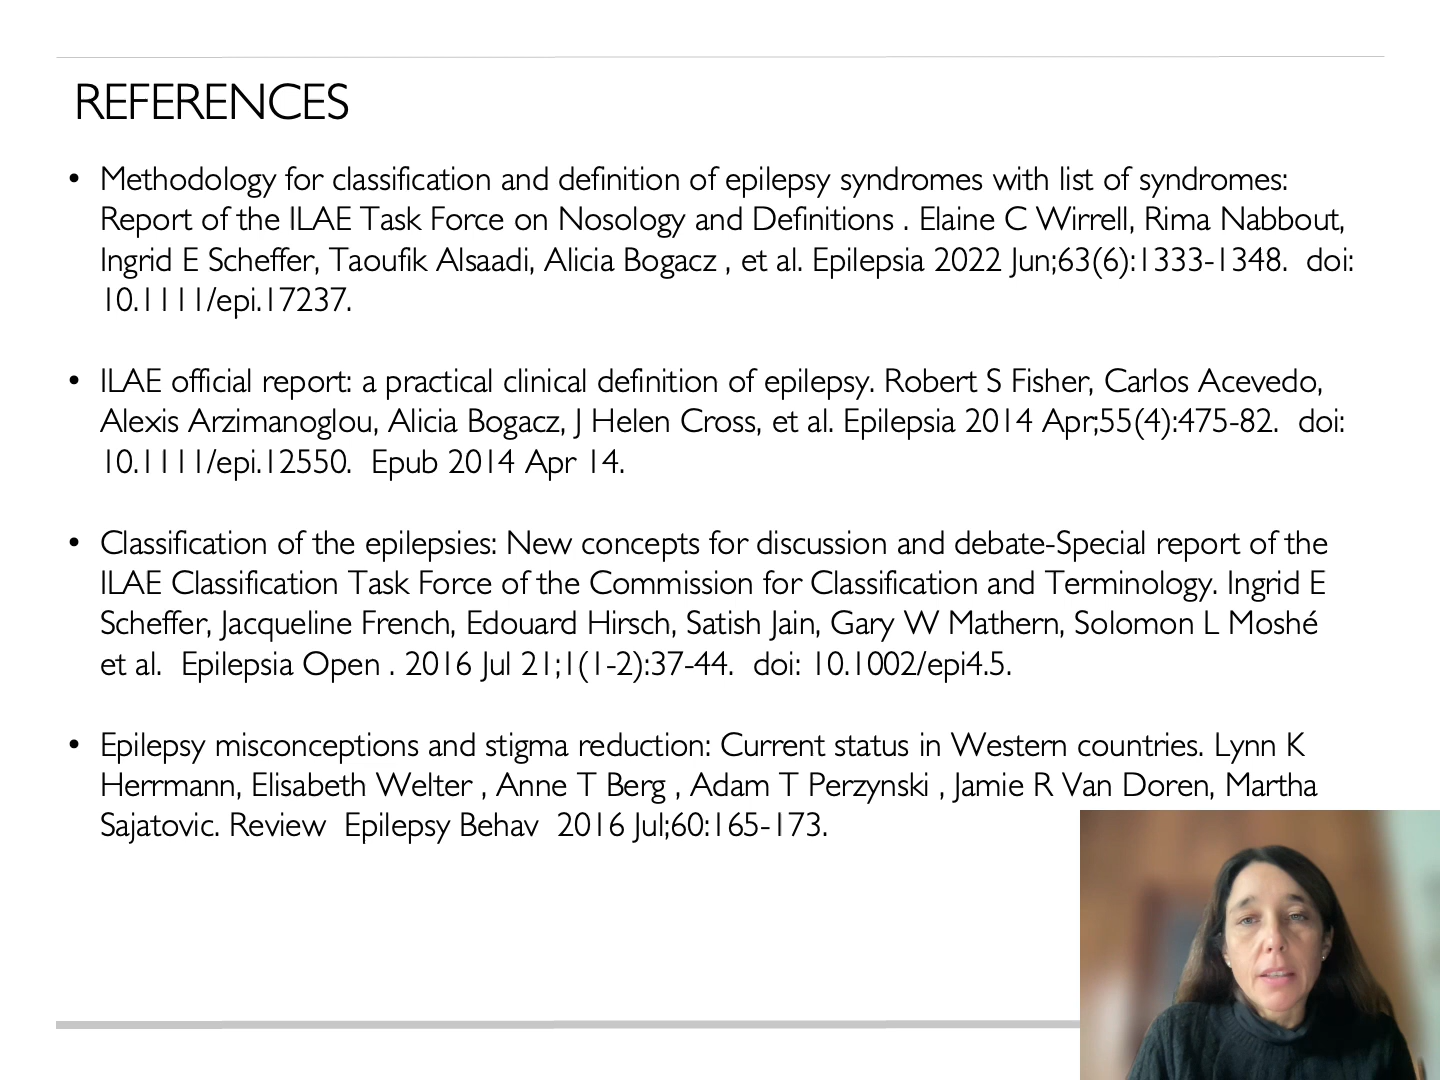 REFERENCES
• Methodology for classification and definition of epilepsy syndromes with list of syndromes:
Report of the ILAE Task Force on Nosology and Definitions . Elaine C Wirrell, Rima Nabbout,
Ingrid E Scheffer, Taoufik Alsaadi, Alicia Bogacz , et al. Epilepsia 2022 Jun;63(6):1333-1348. doi:
10.1111/epi.17237.
• ILAE official report: a practical clinical definition of epilepsy. Robert S Fisher, Carlos Acevedo,
Alexis Arzimanoglou, Alicia Bogacz, J Helen Cross, et al. Epilepsia 2014 Apr;55(4):475-82. doi:
10.1111/epi.12550. Epub 2014 Apr 14.
• Classification of the epilepsies: New concepts for discussion and debate-Special report of the
ILAE Classification Task Force of the Commission for Classification and Terminology. Ingrid E
Scheffer, Jacqueline French, Edouard Hirsch, Satish Jain, Gary W Mathern, Solomon L Moshé
et al. Epilepsia Open . 2016 Jul 21;1(1-2):37-44. doi: 10.1002/epi4.5.
• Epilepsy misconceptions and stigma reduction: Current status in Western countries. Lynn K
Herrmann, Elisabeth Welter , Anne T Berg , Adam T Perzynski , Jamie R Van Doren, Martha
Sajatovic. Review Epilepsy Behav 2016 Jul;60:165-173.